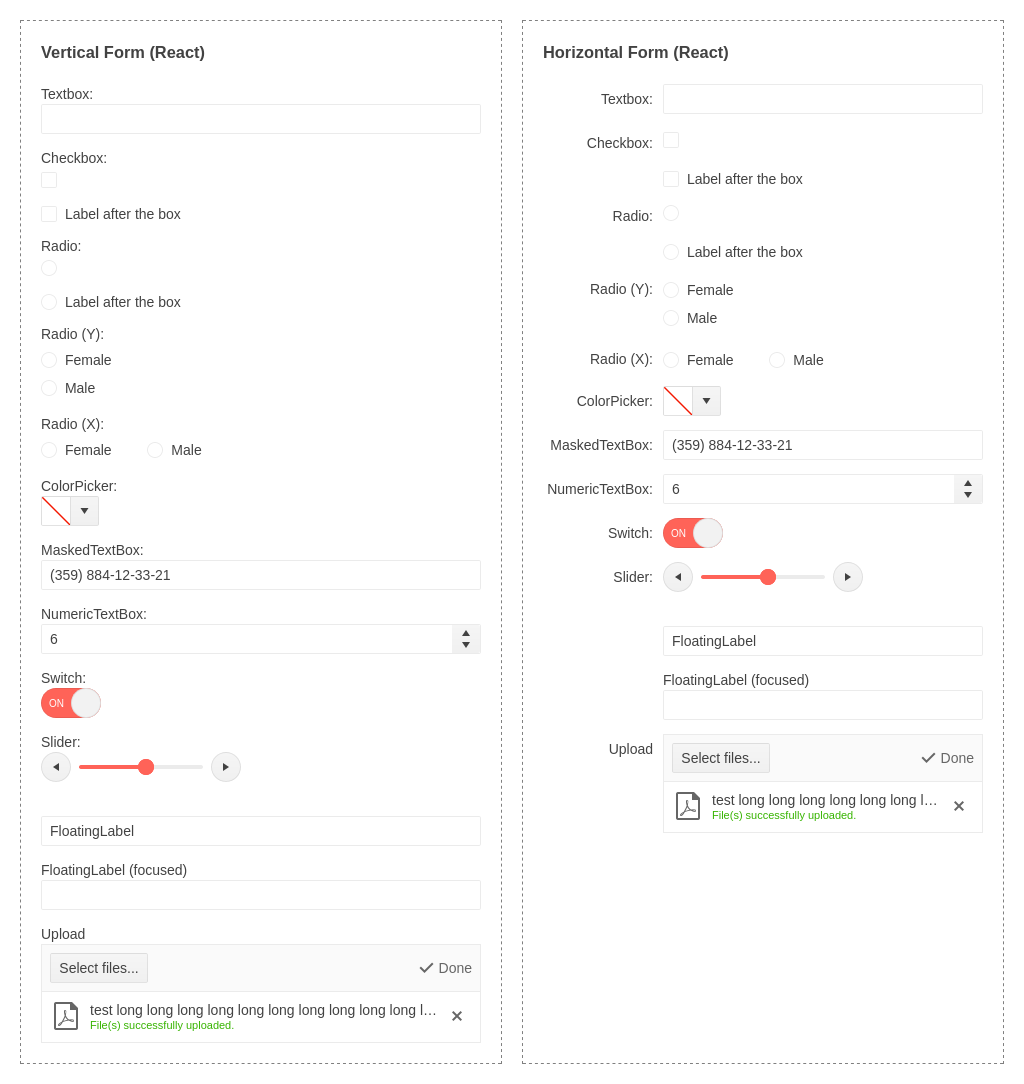 Vertical Form (React)
Textbox:
Checkbox:
Label after the box
Radio:
Label after the box
Radio (Y):
Female
Male
Radio (X):
Female Male
ColorPicker:
MaskedTextBox:
(359) 884-12-33-21
NumericTextBox:
6
Switch:
ON
Slider:
FloatingLabel
FloatingLabel (focused)
Upload
Select files... Done
test long long long long long long long long long long l...
File(s) successfully uploaded.
Horizontal Form (React)
Textbox:
Checkbox:
Label after the box
Radio:
Label after the box
Radio (Y): Female
Male
Radio (X): Female Male
ColorPicker:
MaskedTextBox: (359) 884-12-33-21
NumericTextBox: 6
Switch: ON
Slider:
FloatingLabel
FloatingLabel (focused)
Upload Select files... Done
test long long long long long long l...
File(s) successfully uploaded.